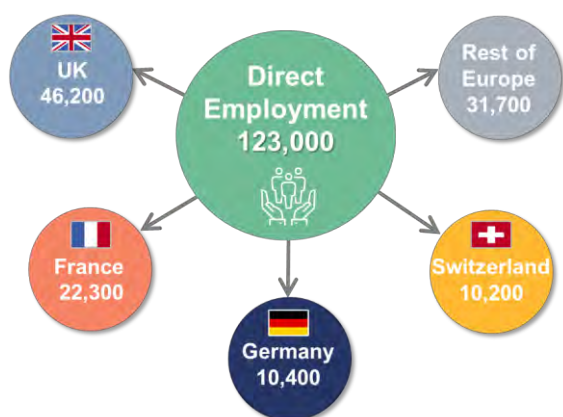 Direct
Employment
123,000
UK
46,200
Rest of
Europe
31,700
France
22,300
Switzerland
10,200
Germany
10,400